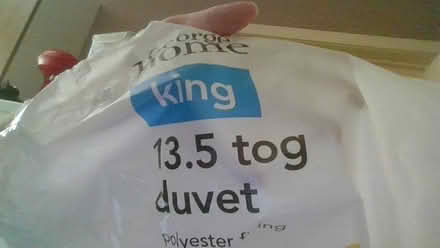 home
king
13.5 tog
duvet
polyester